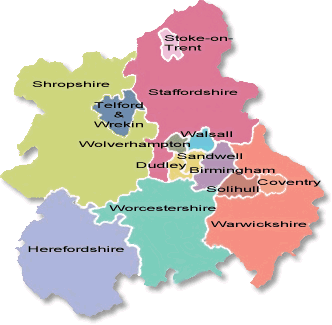 Stoke-on-
Trent
Shropshire
Staffordshire
Telford
&
Wrekin
Walsall
Wolverhampton
Sandwell
Dudley
Birmingham
Coventry
Solihull
Worcestershire
Warwickshire
Herefordshire